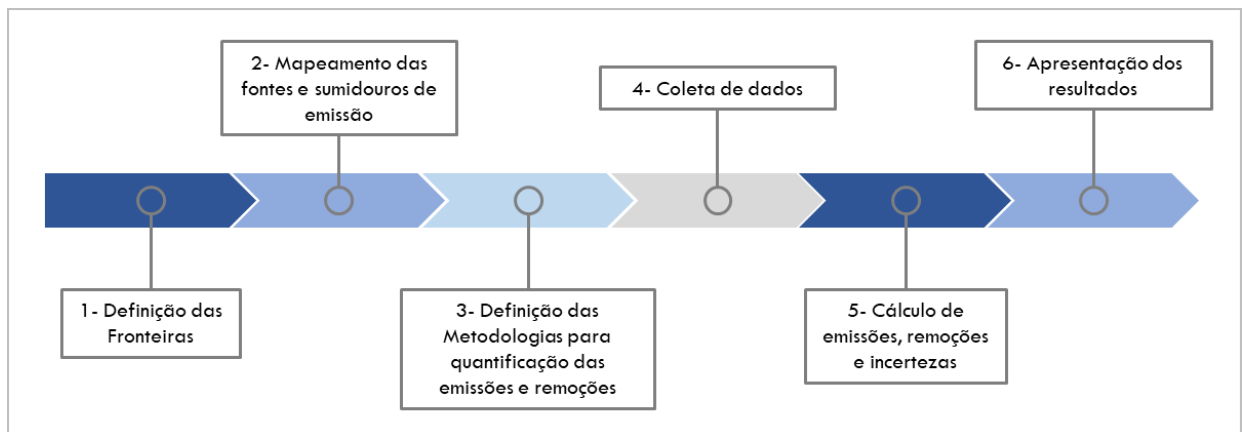 1- Definição das
Fronteiras
2- Mapeamento das
fontes e sumidouros de
emissão
3- Definição das
Metodologias para
quantificação das
emissões e remoções
4- Coleta de dados
5- Cálculo de
emissões, remoções
e incertezas
6- Apresentação dos
resultados